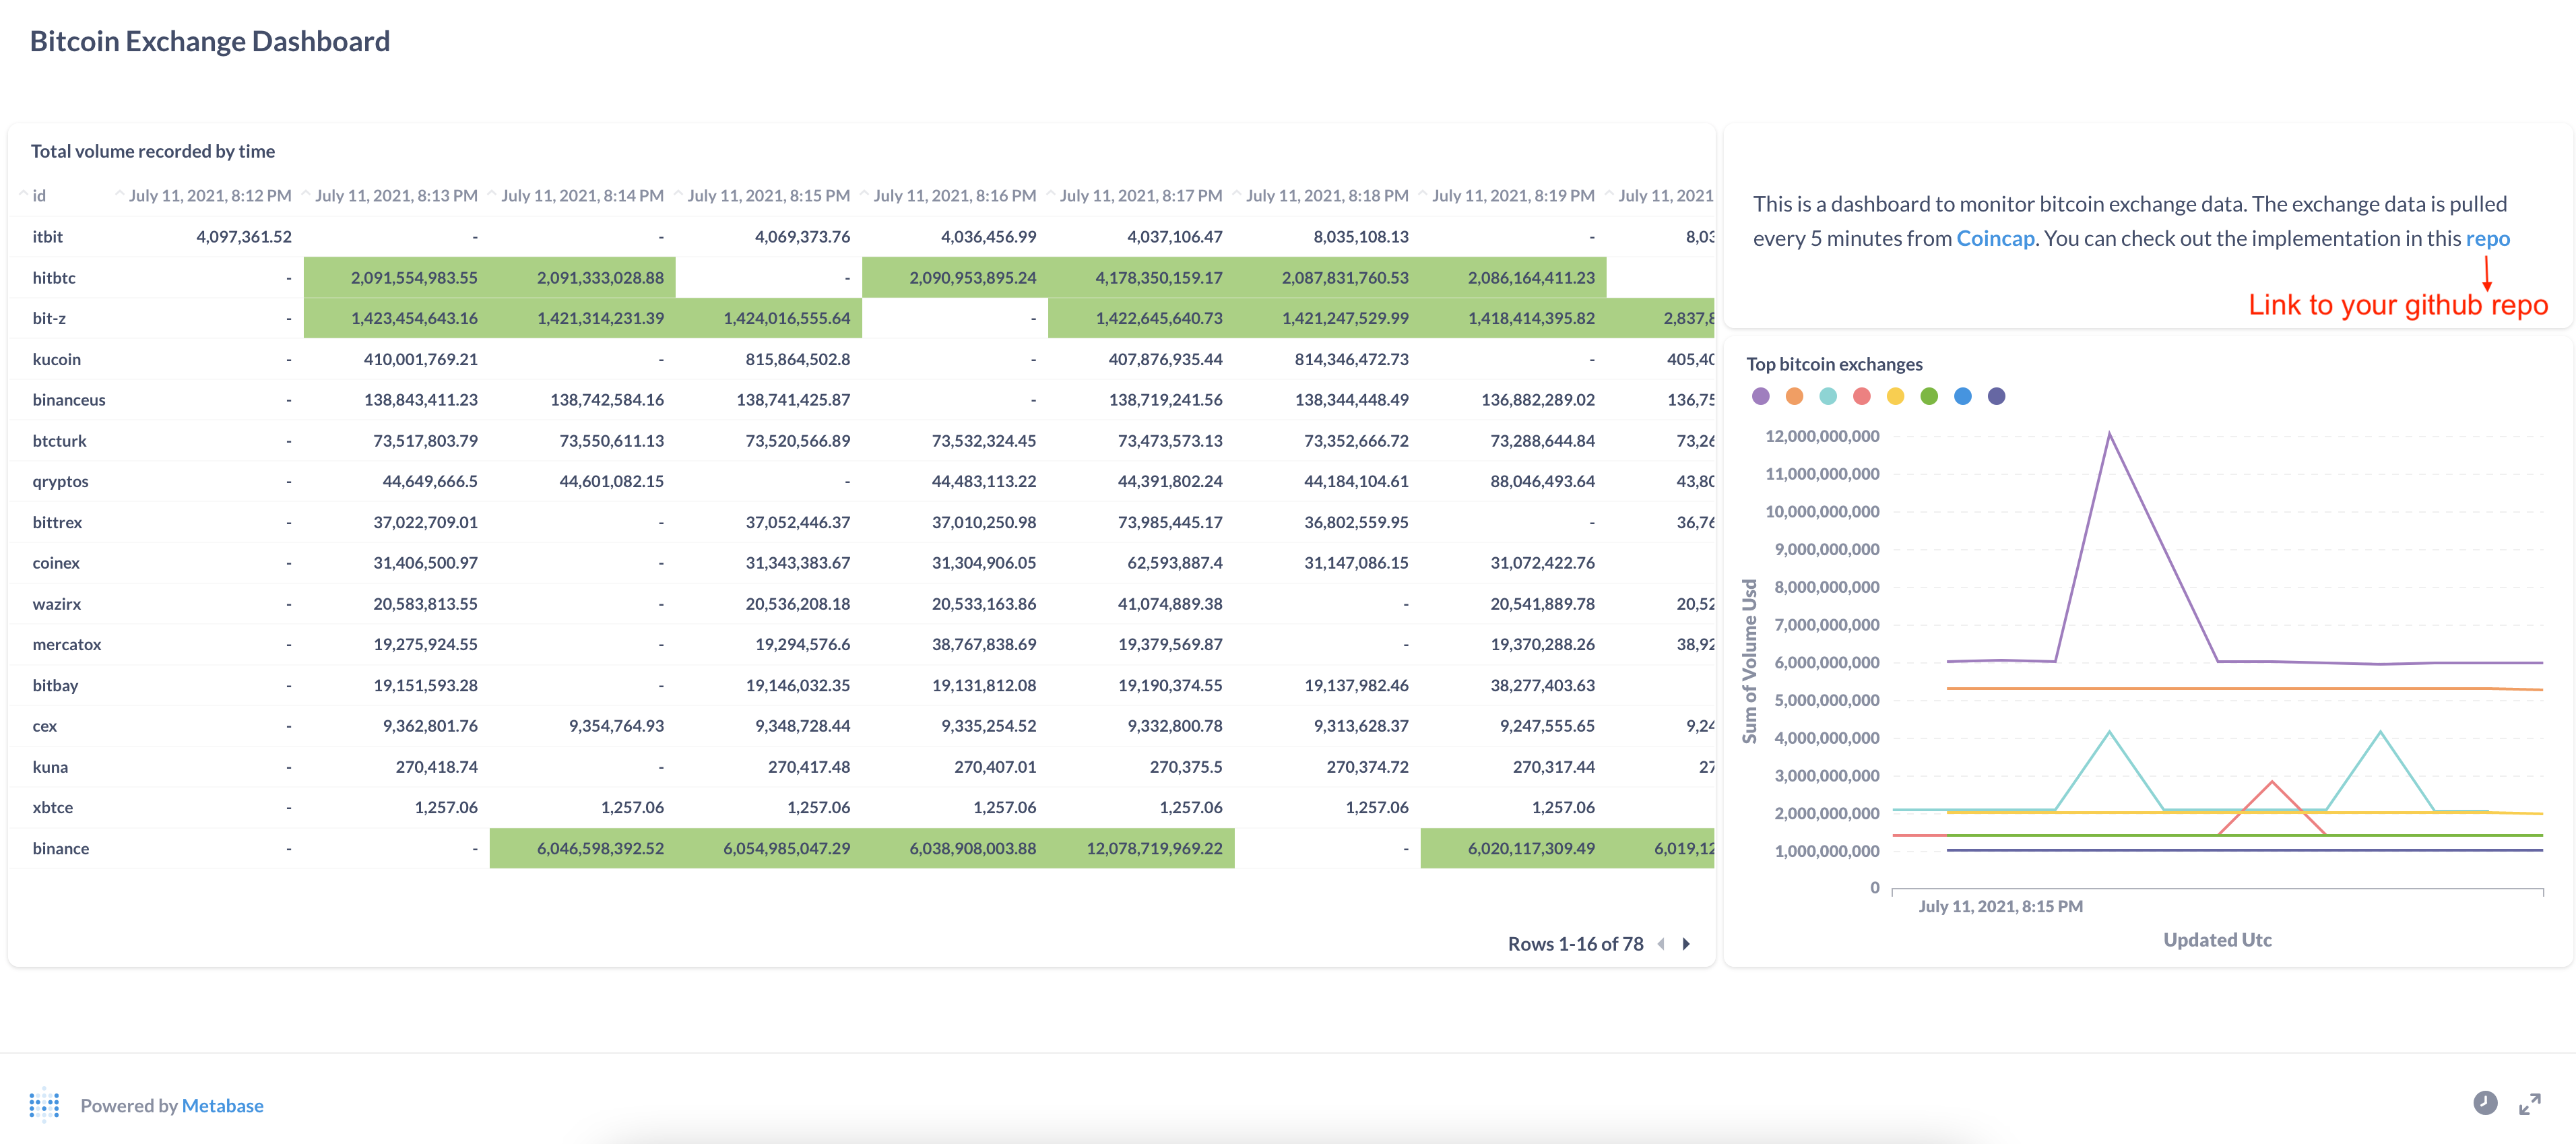 Bitcoin Exchange Dashboard
Total volume recorded by time
id July 11, 2021, 8:12 PM July 11, 2021, 8:13 PM July 11, 2021, 8:14 PM July 11, 2021, 8:15 PM July 11, 2021, 8:16 PM July 11, 2021, 8:17 PM July 11, 2021, 8:18 PM July 11, 2021, 8:19 PM July 11, 2021
itbit 4,097,361.52 - - 4,069,373.76 4,036,456.99 4,037,106.47 8,035,108.13 - 8,03
hitbtc - 2,091,554,983.55 2,091,333,028.88 - 2,090,953,895.24 4,178,350,159.17 2,087,831,760.53 2,086,164,411.23
bit-z - 1,423,454,643.16 1,421,314,231.39 1,424,016,555.64 - 1,422,645,640.73 1,421,247,529.99 1,418,414,395.82 2,837,8
kucoin - 410,001,769.21 - 815,864,502.8 - 407,876,935.44 814,346,472.73 - 405,40
binanceus - 138,843,411.23 138,742,584.16 138,741,425.87 - 138,719,241.56 138,344,448.49 136,882,289.02 136,75
btcturk - 73,517,803.79 73,550,611.13 73,520,566.89 73,532,324.45 73,473,573.13 73,352,666.72 73,288,644.84 73,26
qryptos - 44,649,666.5 44,601,082.15 - 44,483,113.22 44,391,802.24 44,184,104.61 88,046,493.64 43,80
bittrex - 37,022,709.01 - 37,052,446.37 37,010,250.98 73,985,445.17 36,802,559.95 - 36,76
coinex - 31,406,500.97 - 31,343,383.67 31,304,906.05 62,593,887.4 31,147,086.15 31,072,422.76
wazirx - 20,583,813.55 - 20,536,208.18 20,533,163.86 41,074,889.38 - 20,541,889.78 20,52
mercatox - 19,275,924.55 - 19,294,576.6 38,767,838.69 19,379,569.87 - 19,370,288.26 38,92
bitbay - 19,151,593.28 - 19,146,032.35 19,131,812.08 19,190,374.55 19,137,982.46 38,277,403.63
cex - 9,362,801.76 9,354,764.93 9,348,728.44 9,335,254.52 9,332,800.78 9,313,628.37 9,247,555.65 9,24
kuna - 270,418.74 - 270,417.48 270,407.01 270,375.5 270,374.72 270,317.44 27
xbtce - 1,257.06 1,257.06 1,257.06 1,257.06 1,257.06 1,257.06 1,257.06
binance - - 6,046,598,392.52 6,054,985,047.29 6,038,908,003.88 12,078,719,969.22 - 6,020,117,309.49 6,019,12
Rows 1-16 of 78
This is a dashboard to monitor bitcoin exchange data. The exchange data is pulled
every 5 minutes from Coincap. You can check out the implementation in this repo
Link to your github repo
Top bitcoin exchanges
12,000,000,000
11,000,000,000
10,000,000,000
9,000,000,000
8,000,000,000
7,000,000,000
6,000,000,000
5,000,000,000
4,000,000,000
3,000,000,000
2,000,000,000
1,000,000,000
0
Sum of Volume Usd
July 11, 2021, 8:15 PM
Updated Utc
Powered by Metabase